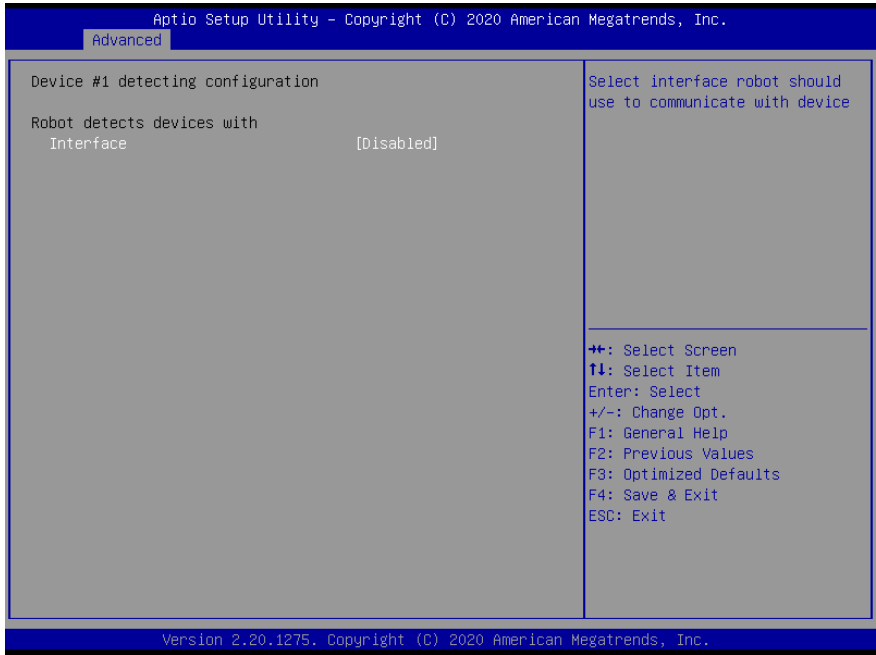 Aptio Setup Utility – Copyright (C) 2020 American Megatrends, Inc.
Advanced
Device #1 detecting configuration
Robot detects devices with
Interface [Disabled]
Select interface robot should
use to communicate with device
→←: Select Screen
↑↓: Select Item
Enter: Select
+/-: Change Opt.
F1: General Help
F2: Previous Values
F3: Optimized Defaults
F4: Save & Exit
ESC: Exit
Version 2.20.1275. Copyright (C) 2020 American Megatrends, Inc.